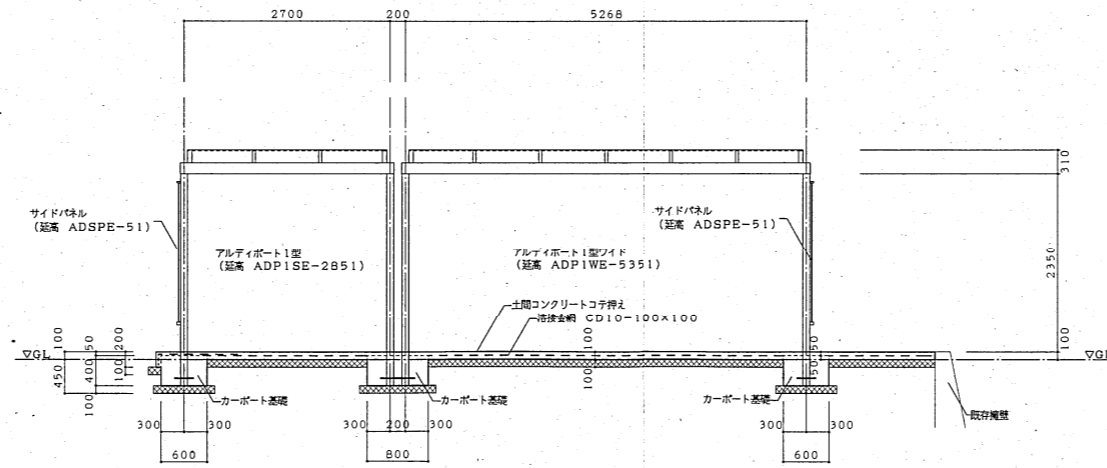 2700 200 5268
310
2350
100
サイドパネル
(延高 ADSPE-51)
アルディポート1型
(延高 ADP1SE-2851)
アルディポート1型ワイド
(延高 ADP1WE-5351)
サイドパネル
(延高 ADSPE-51)
土間コンクリートコテ押え
溶接金網 CD10-100×100
▽GL
▽GL
100
450
50
400
100
200
100
100
100
50
50
カーポート基礎
カーポート基礎
カーポート基礎
既存擁壁
300 300
600
300 200 300
800
300 300
600